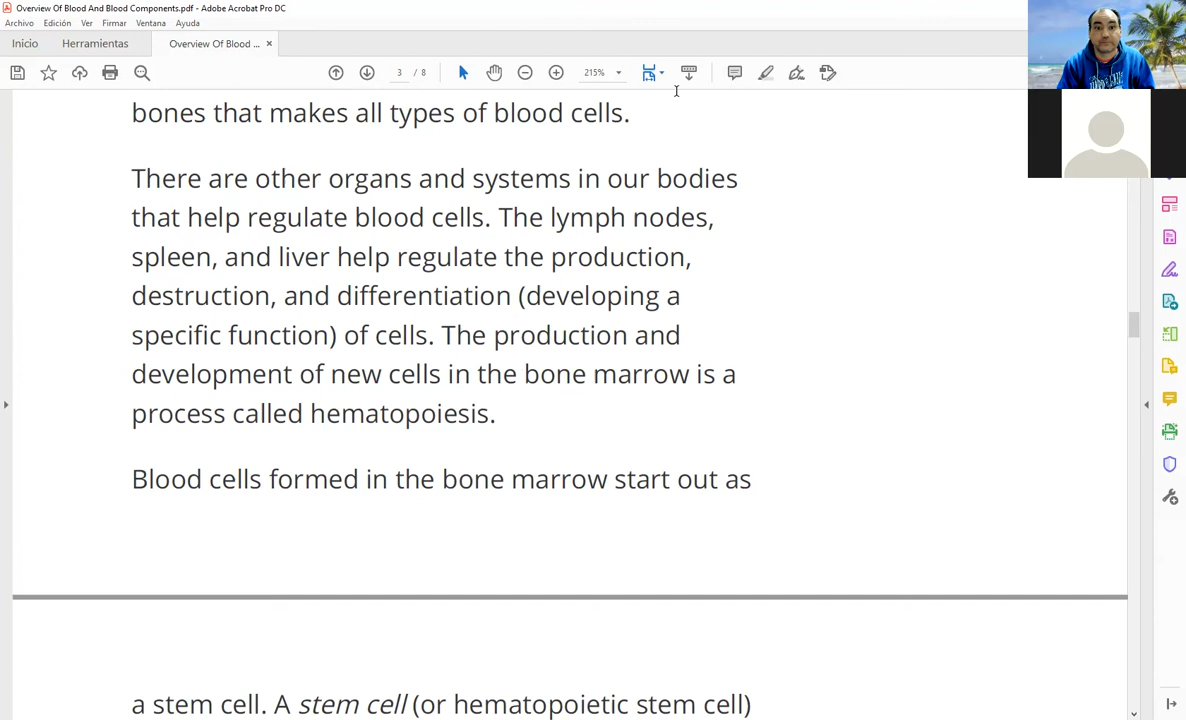 Overview Of Blood And Blood Components.pdf - Adobe Acrobat Pro DC
Archivo Edición Ver Firmar Ventana Ayuda
Inicio Herramientas Overview Of Blood ... ×
3 / 8 215%
bones that makes all types of blood cells.
There are other organs and systems in our bodies
that help regulate blood cells. The lymph nodes,
spleen, and liver help regulate the production,
destruction, and differentiation (developing a
specific function) of cells. The production and
development of new cells in the bone marrow is a
process called hematopoiesis.
Blood cells formed in the bone marrow start out as
a stem cell. A stem cell (or hematopoietic stem cell)